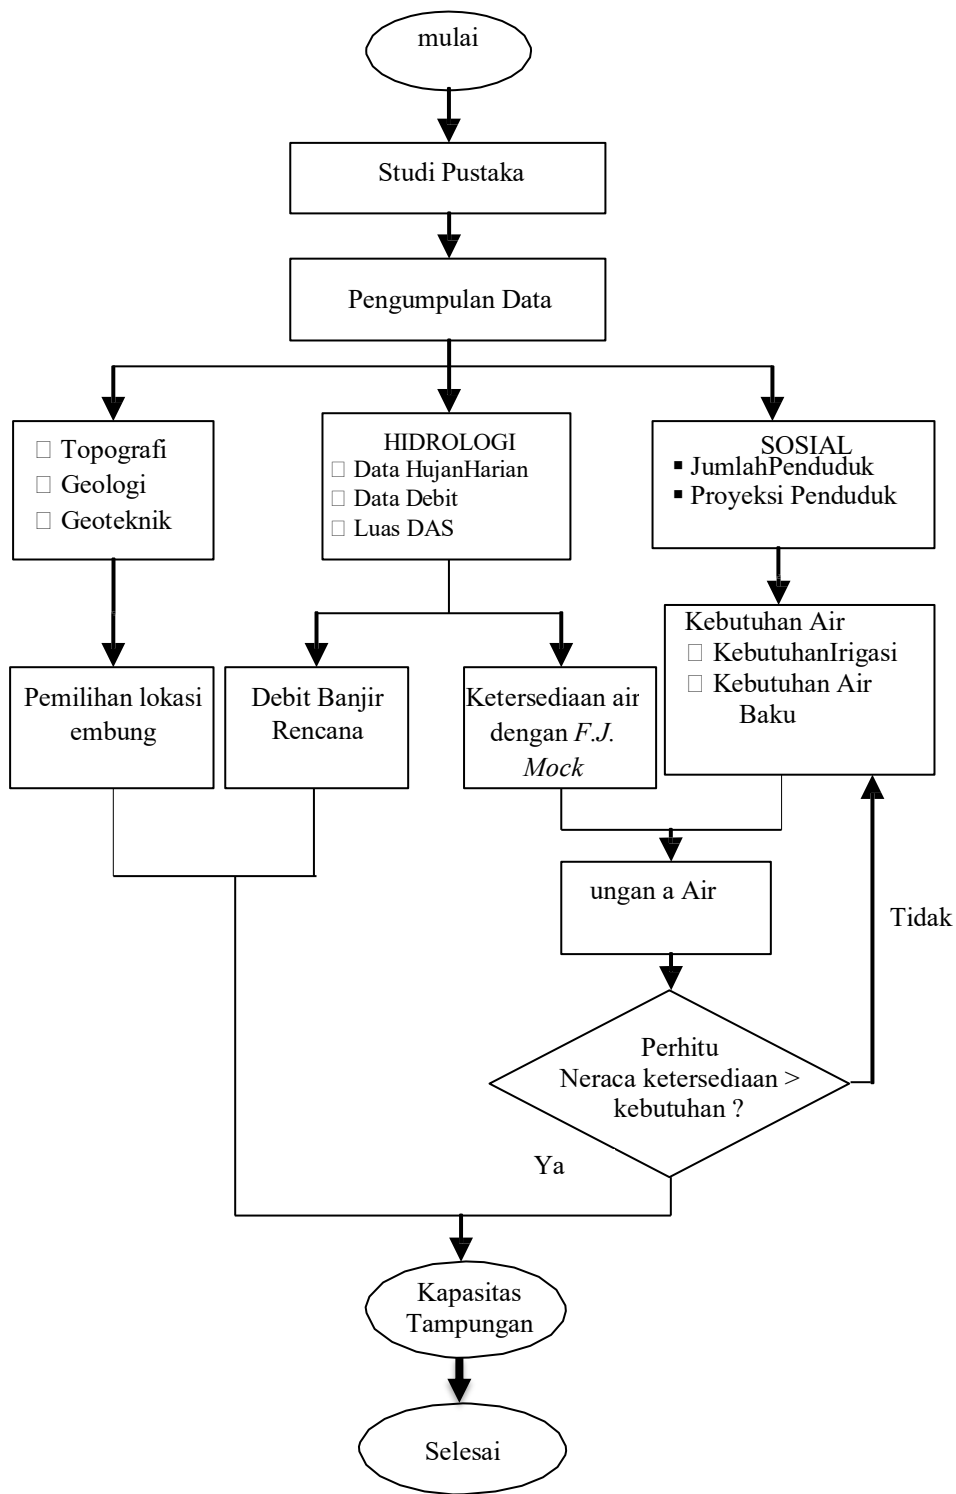 mulai
Studi Pustaka
Pengumpulan Data
□ Topografi
□ Geologi
□ Geoteknik
HIDROLOGI
□ Data HujanHarian
□ Data Debit
□ Luas DAS
SOSIAL
▪ JumlahPenduduk
▪ Proyeksi Penduduk
Kebutuhan Air
□ KebutuhanIrigasi
□ Kebutuhan Air
Baku
Pemilihan lokasi
embung
Debit Banjir
Rencana
Ketersediaan air
dengan F.J.
Mock
ungan a Air
Tidak
Perhitu
Neraca ketersediaan >
kebutuhan ?
Ya
Kapasitas
Tampungan
Selesai